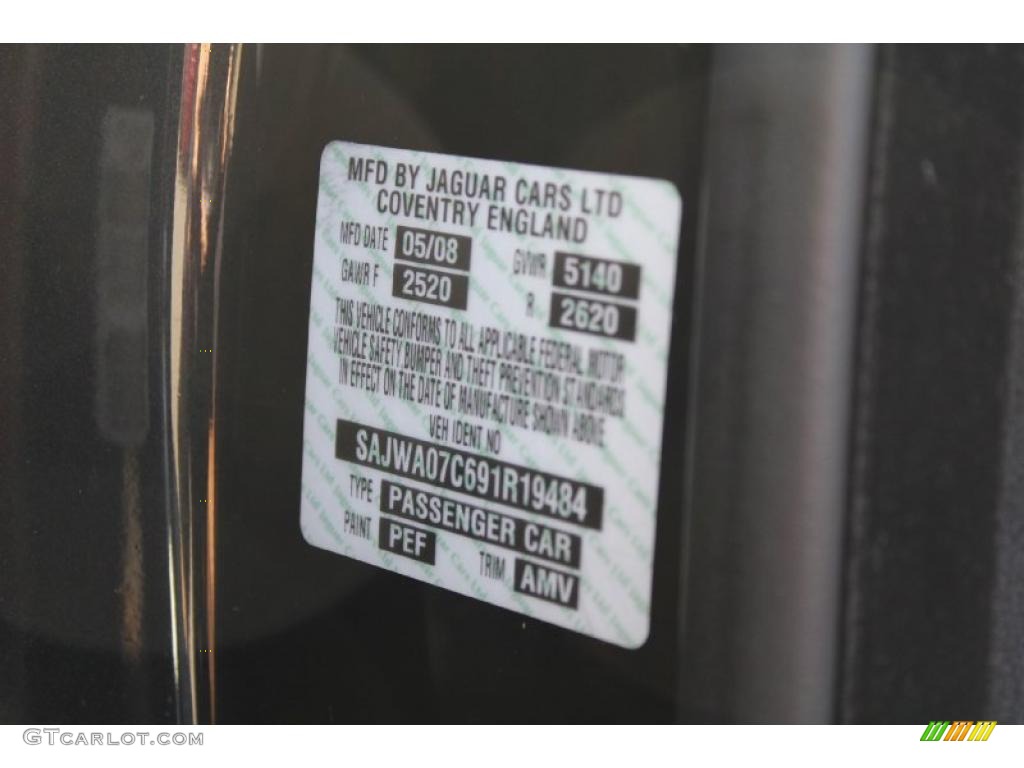 MFD BY JAGUAR CARS LTD
COVENTRY ENGLAND
MFD DATE 05/08 GVWR 5140
GAWR F 2520 R 2620
THIS VEHICLE CONFORMS TO ALL APPLICABLE FEDERAL MOTOR
VEHICLE SAFETY, BUMPER AND THEFT PREVENTION STANDARDS
IN EFFECT ON THE DATE OF MANUFACTURE SHOWN ABOVE
VEH IDENT NO
SAJWA07C691R19484
TYPE PASSENGER CAR
PAINT PEF TRIM AMV
GTCARLOT.COM